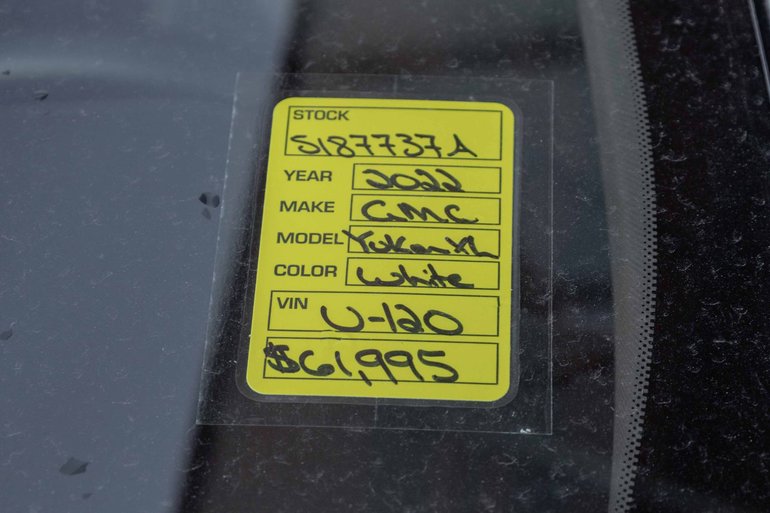 STOCK
S187737A
YEAR 2022
MAKE GMC
MODEL Yukon XL
COLOR White
VIN U-120
$61,995